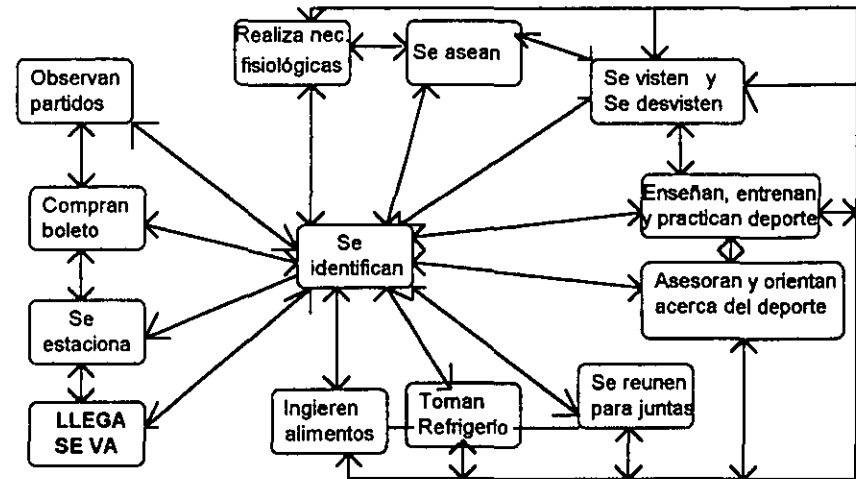 Realiza nec.
fisiológicas
Se asean
Se visten y
Se desvisten
Observan
partidos
Compran
boleto
Enseñan, entrenan
y practican deporte
Se
identifican
Asesoran y orientan
acerca del deporte
Se
estaciona
LLEGA
SE VA
Ingieren
alimentos
Toman
Refrigerio
Se reunen
para juntas